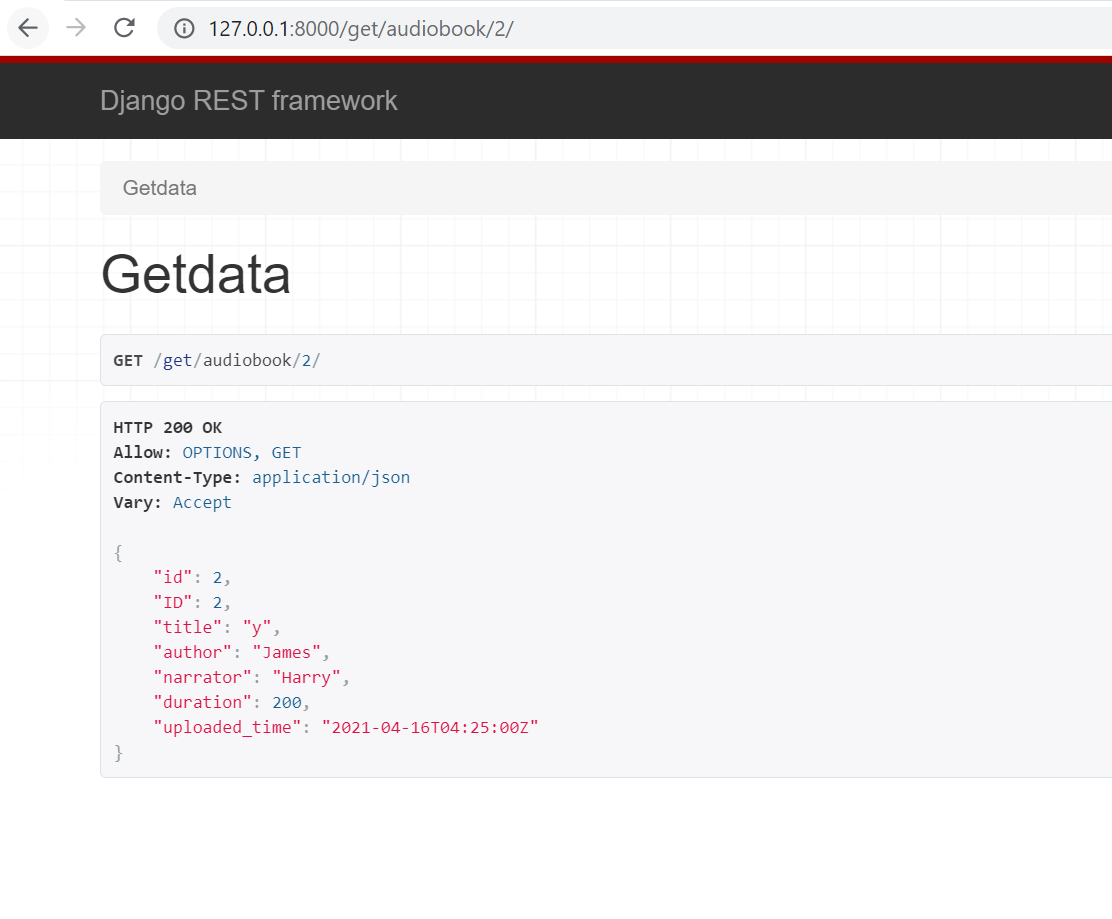 127.0.0.1:8000/get/audiobook/2/
Django REST framework
Getdata
Getdata
GET /get/audiobook/2/
HTTP 200 OK
Allow: OPTIONS, GET
Content-Type: application/json
Vary: Accept
{
    "id": 2,
    "ID": 2,
    "title": "y",
    "author": "James",
    "narrator": "Harry",
    "duration": 200,
    "uploaded_time": "2021-04-16T04:25:00Z"
}